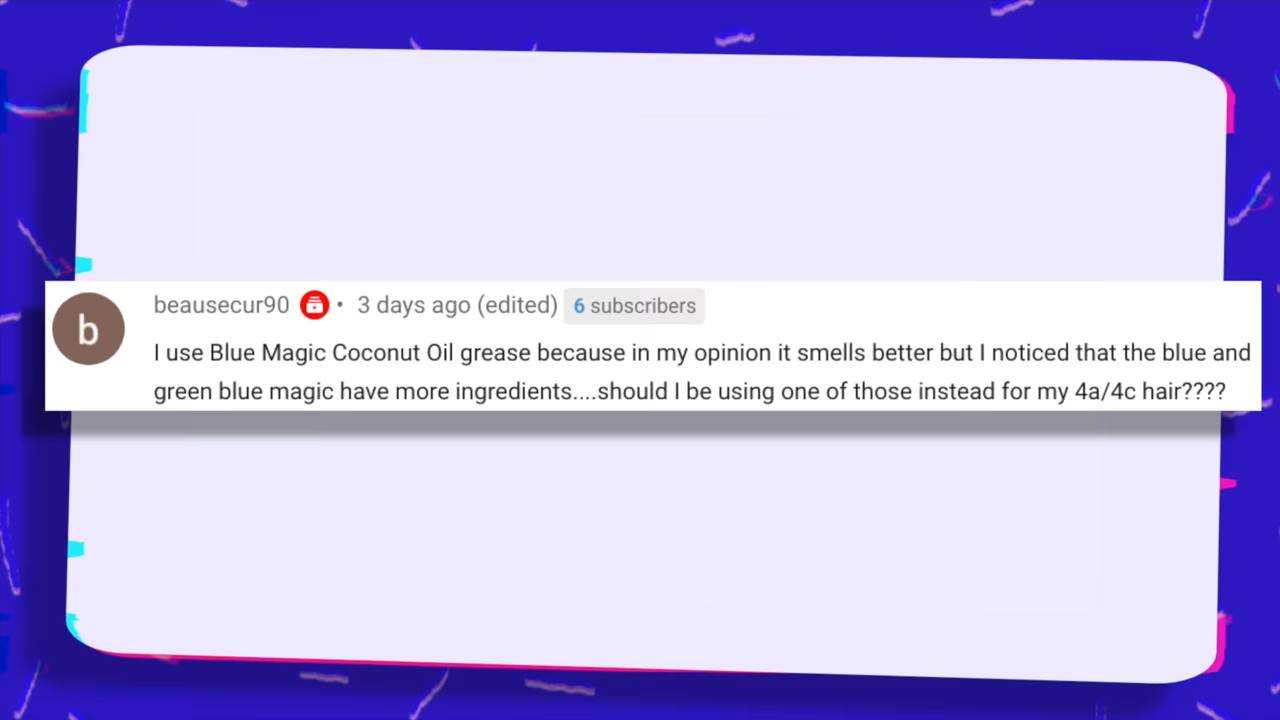 b
beausecur90 • 3 days ago (edited) 6 subscribers
I use Blue Magic Coconut Oil grease because in my opinion it smells better but I noticed that the blue and
green blue magic have more ingredients....should I be using one of those instead for my 4a/4c hair????